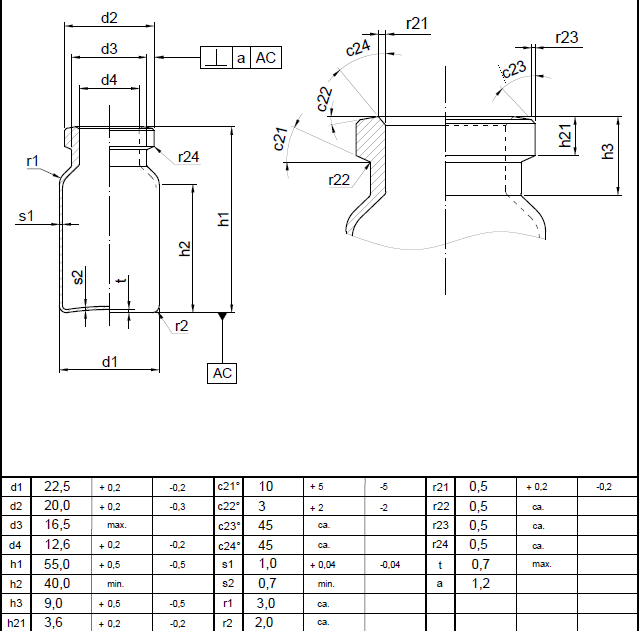 d2
r21
d3
c24
r23
⊥ a AC
d4
c23
c22
c21
h21
h3
r24
r1
r22
s1
h1
h2
s2
t
r2
d1
AC
d1 22,5 + 0,2 -0,2 c21° 10 + 5 -5 r21 0,5 + 0,2 -0,2
d2 20,0 + 0,2 -0,3 c22° 3 + 2 -2 r22 0,5 ca.
d3 16,5 max. c23° 45 ca. r23 0,5 ca.
d4 12,6 + 0,2 -0,2 c24° 45 ca. r24 0,5 ca.
h1 55,0 + 0,5 -0,5 s1 1,0 + 0,04 -0,04 t 0,7 max.
h2 40,0 min. s2 0,7 min. a 1,2
h3 9,0 + 0,5 -0,5 r1 3,0 ca.
h21 3,6 + 0,2 -0,2 r2 2,0 ca.